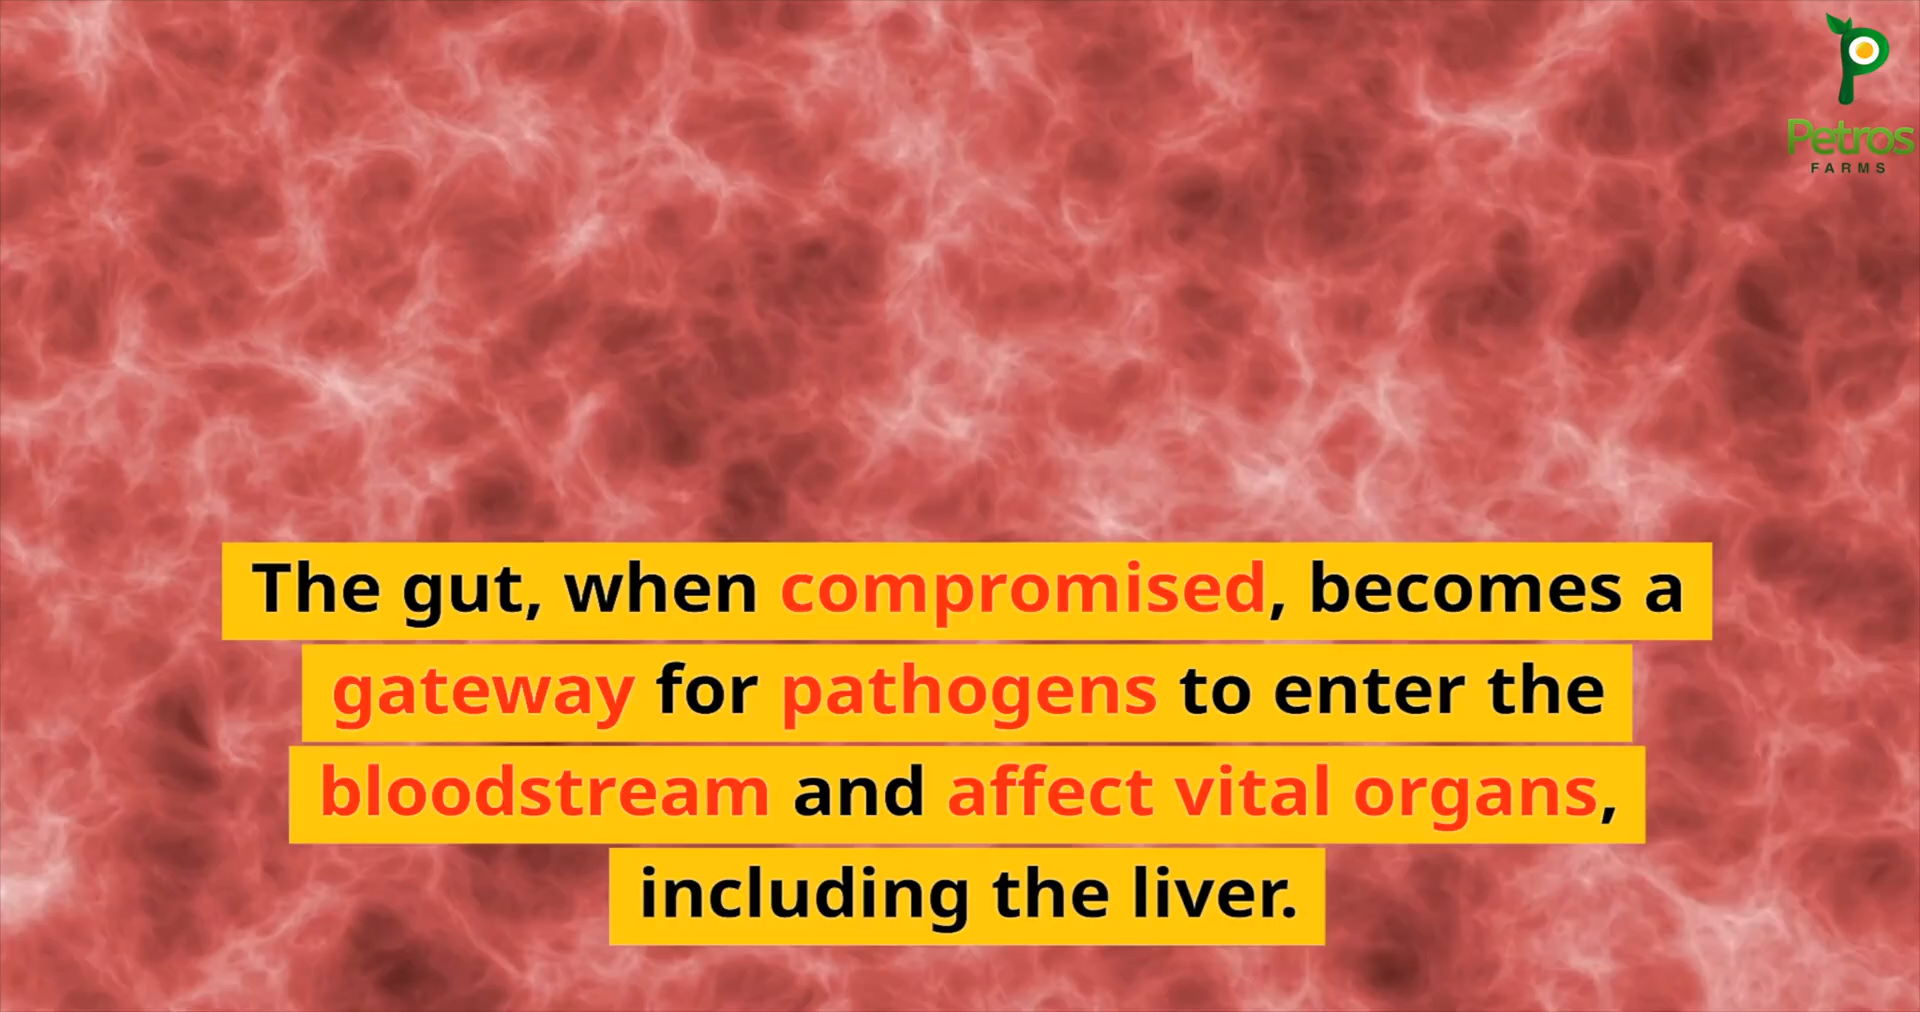 Petros
FARMS
The gut, when compromised, becomes a
gateway for pathogens to enter the
bloodstream and affect vital organs,
including the liver.